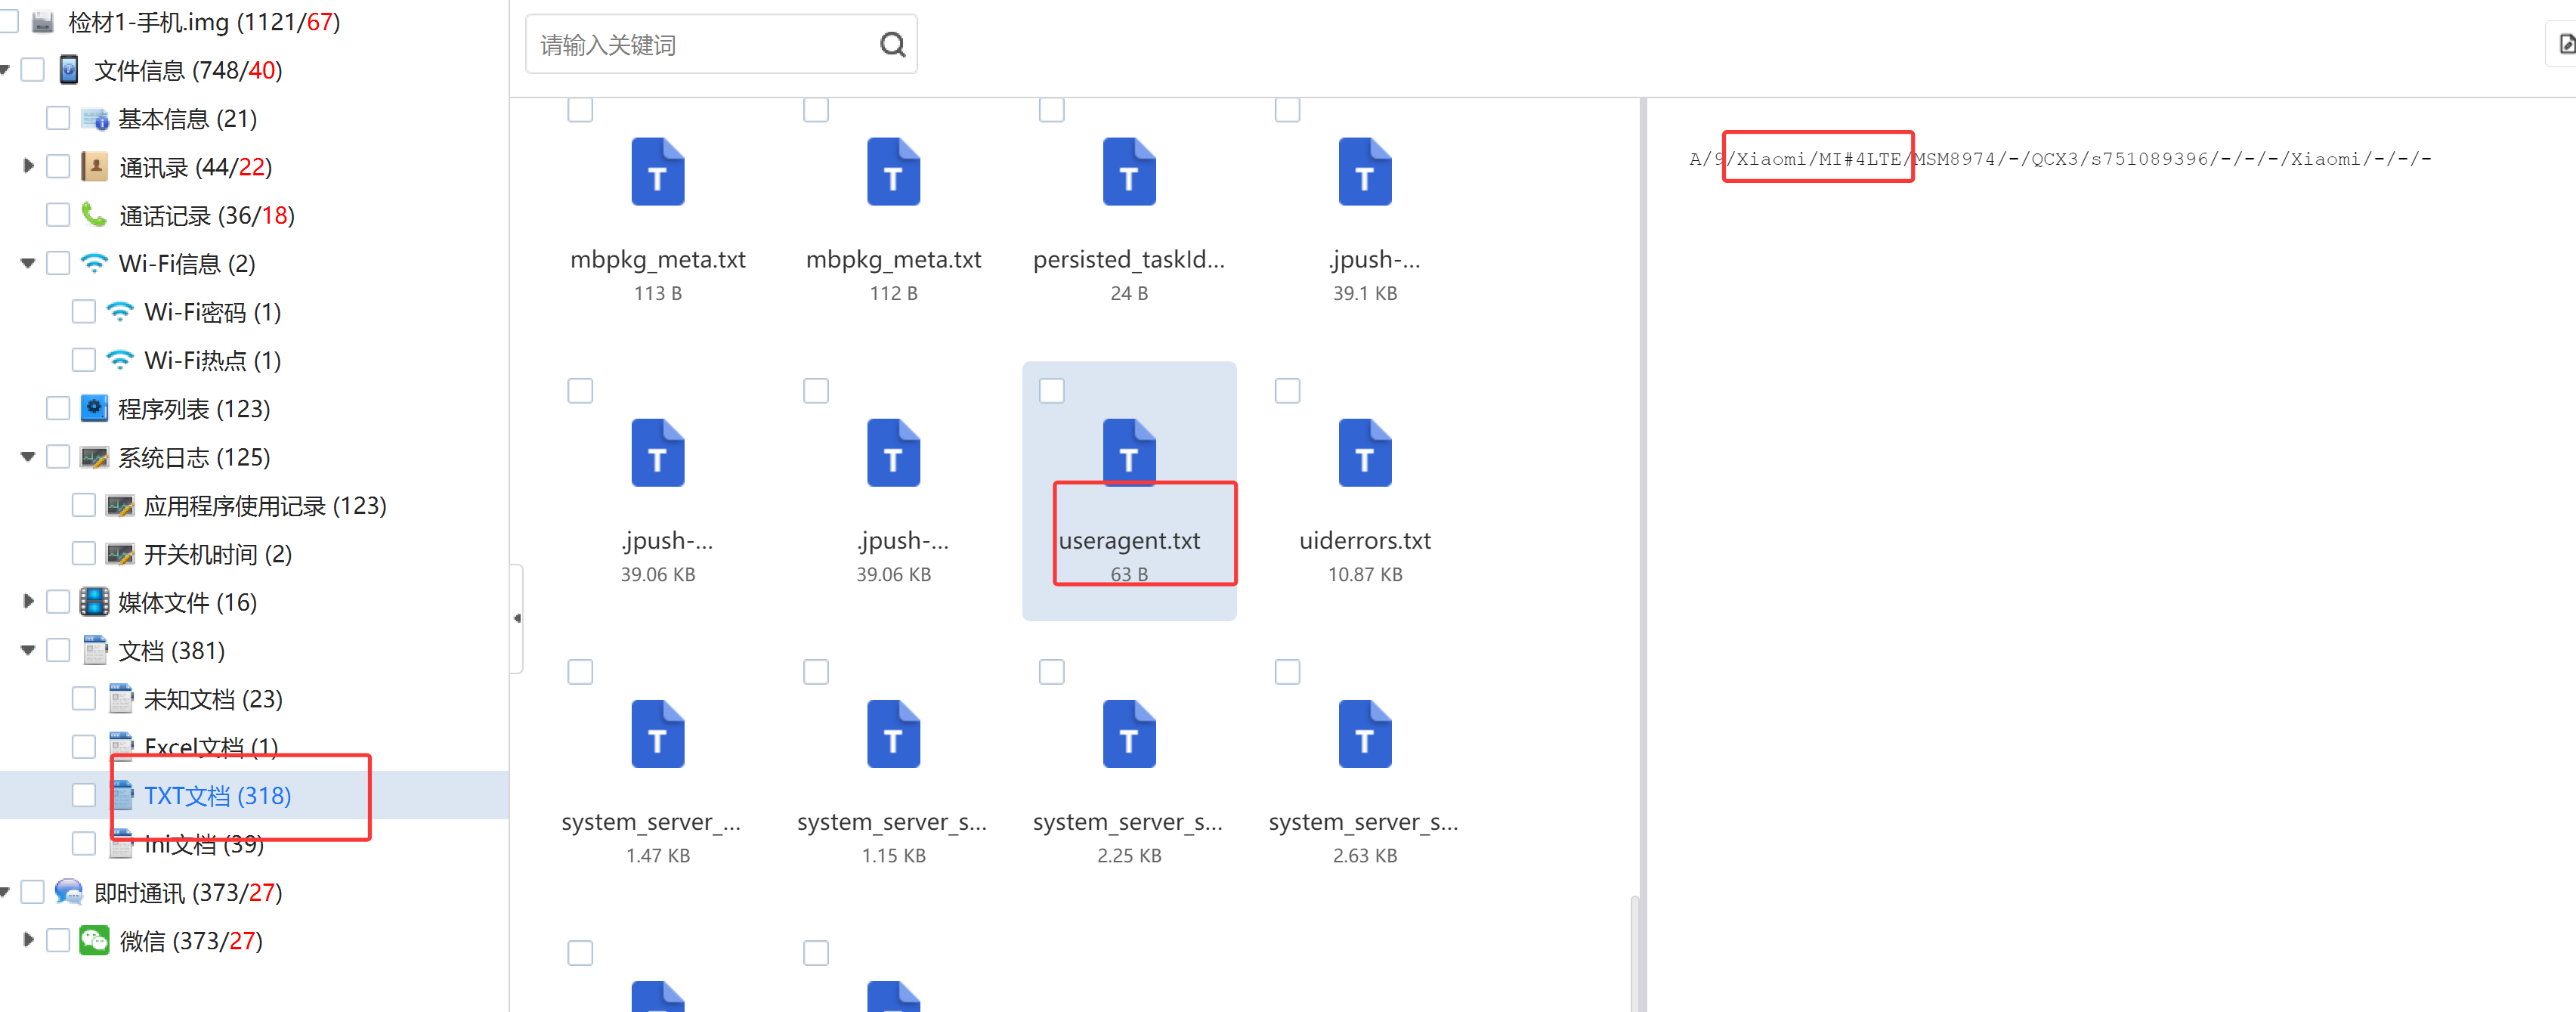 检材1-手机.img (1121/67)
文件信息 (748/40)
基本信息 (21)
通讯录 (44/22)
通话记录 (36/18)
Wi-Fi信息 (2)
Wi-Fi密码 (1)
Wi-Fi热点 (1)
程序列表 (123)
系统日志 (125)
应用程序使用记录 (123)
开关机时间 (2)
媒体文件 (16)
文档 (381)
未知文档 (23)
Excel文档 (1)
TXT文档 (318)
Ini文档 (39)
即时通讯 (373/27)
微信 (373/27)
请输入关键词
mbpkg_meta.txt
113 B
mbpkg_meta.txt
112 B
persisted_taskId...
24 B
.jpush-...
39.1 KB
.jpush-...
39.06 KB
.jpush-...
39.06 KB
useragent.txt
63 B
uiderrors.txt
10.87 KB
system_server_...
1.47 KB
system_server_s...
1.15 KB
system_server_s...
2.25 KB
system_server_s...
2.63 KB
A/9/Xiaomi/MI#4LTE/MSM8974/-/QCX3/s751089396/-/-/-/Xiaomi/-/-/-